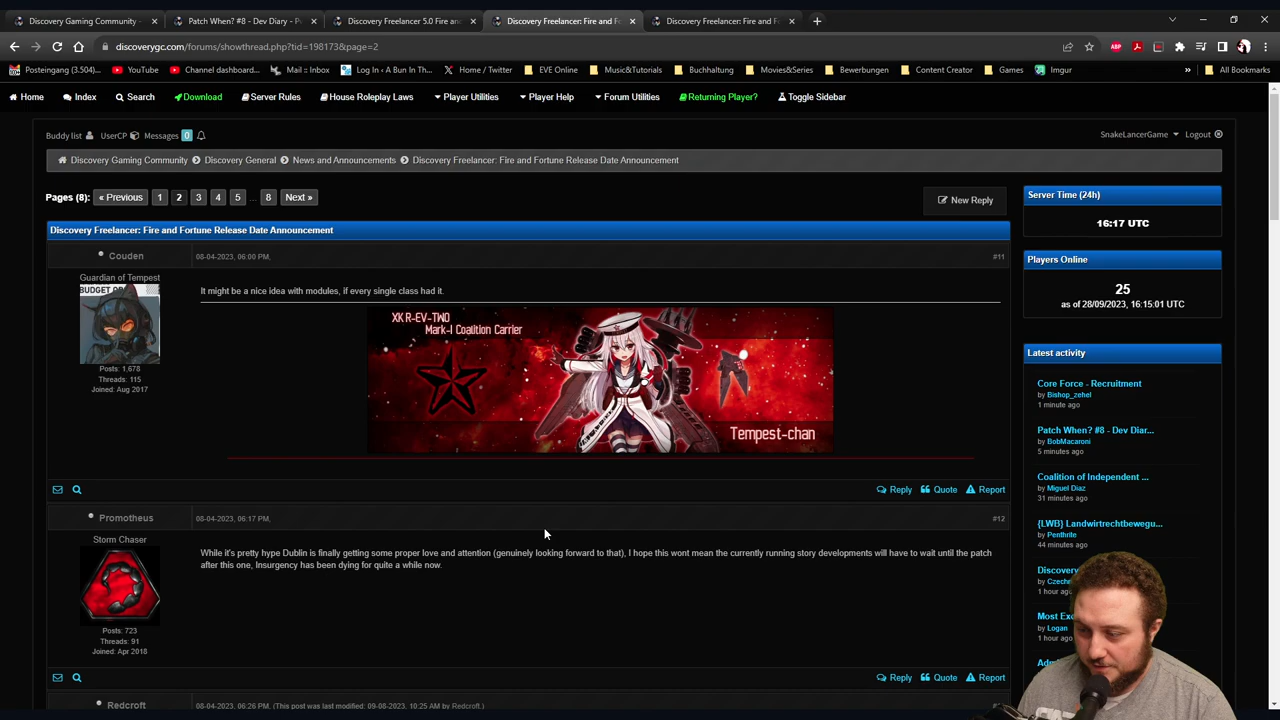 Discovery Gaming Community -
Patch When? #8 - Dev Diary - P
Discovery Freelancer 5.0 Fire an
Discovery Freelancer: Fire and F
Discovery Freelancer: Fire and F
discoverygc.com/forums/showthread.php?tid=198173&page=2
Posteingang (3.504)...
YouTube
Channel dashboard...
Mail :: Inbox
Log In ‹ A Bun In Th...
Home / Twitter
EVE Online
Music&Tutorials
Buchhaltung
Movies&Series
Bewerbungen
Content Creator
Games
Imgur
»
All Bookmarks
Home
Index
Search
Download
Server Rules
House Roleplay Laws
Player Utilities
Player Help
Forum Utilities
Returning Player?
Toggle Sidebar
Buddy list
UserCP
Messages
0
SnakeLancerGame
Logout
Discovery Gaming Community
Discovery General
News and Announcements
Discovery Freelancer: Fire and Fortune Release Date Announcement
Pages (8):
« Previous
1
2
3
4
5
...
8
Next »
New Reply
Discovery Freelancer: Fire and Fortune Release Date Announcement
Couden
08-04-2023, 06:00 PM,
#11
Guardian of Tempest
Posts: 1,678
Threads: 115
Joined: Aug 2017
It might be a nice idea with modules, if every single class had it.
XK R-EV-TWO
Mark-I Coalition Carrier
Tempest-chan
Reply
Quote
Report
Promotheus
08-04-2023, 06:17 PM,
#12
Storm Chaser
Posts: 723
Threads: 91
Joined: Apr 2018
While it's pretty hype Dublin is finally getting some proper love and attention (genuinely looking forward to that), I hope this wont mean the currently running story developments will have to wait until the patch
after this one, Insurgency has been dying for quite a while now.
Reply
Quote
Report
Redcroft
08-04-2023, 06:26 PM, (This post was last modified: 09-08-2023, 10:25 AM by Redcroft.)
Server Time (24h)
16:17 UTC
Players Online
25
as of 28/09/2023, 16:15:01 UTC
Latest activity
Core Force - Recruitment
by Bishop_zehel
1 minute ago
Patch When? #8 - Dev Diar...
by BobMacaroni
5 minutes ago
Coalition of Independent ...
by Miguel Diaz
31 minutes ago
{LWB} Landwirtrechtbewegu...
by Penthrite
44 minutes ago
by
1 hour ago
by Logan
1 hour